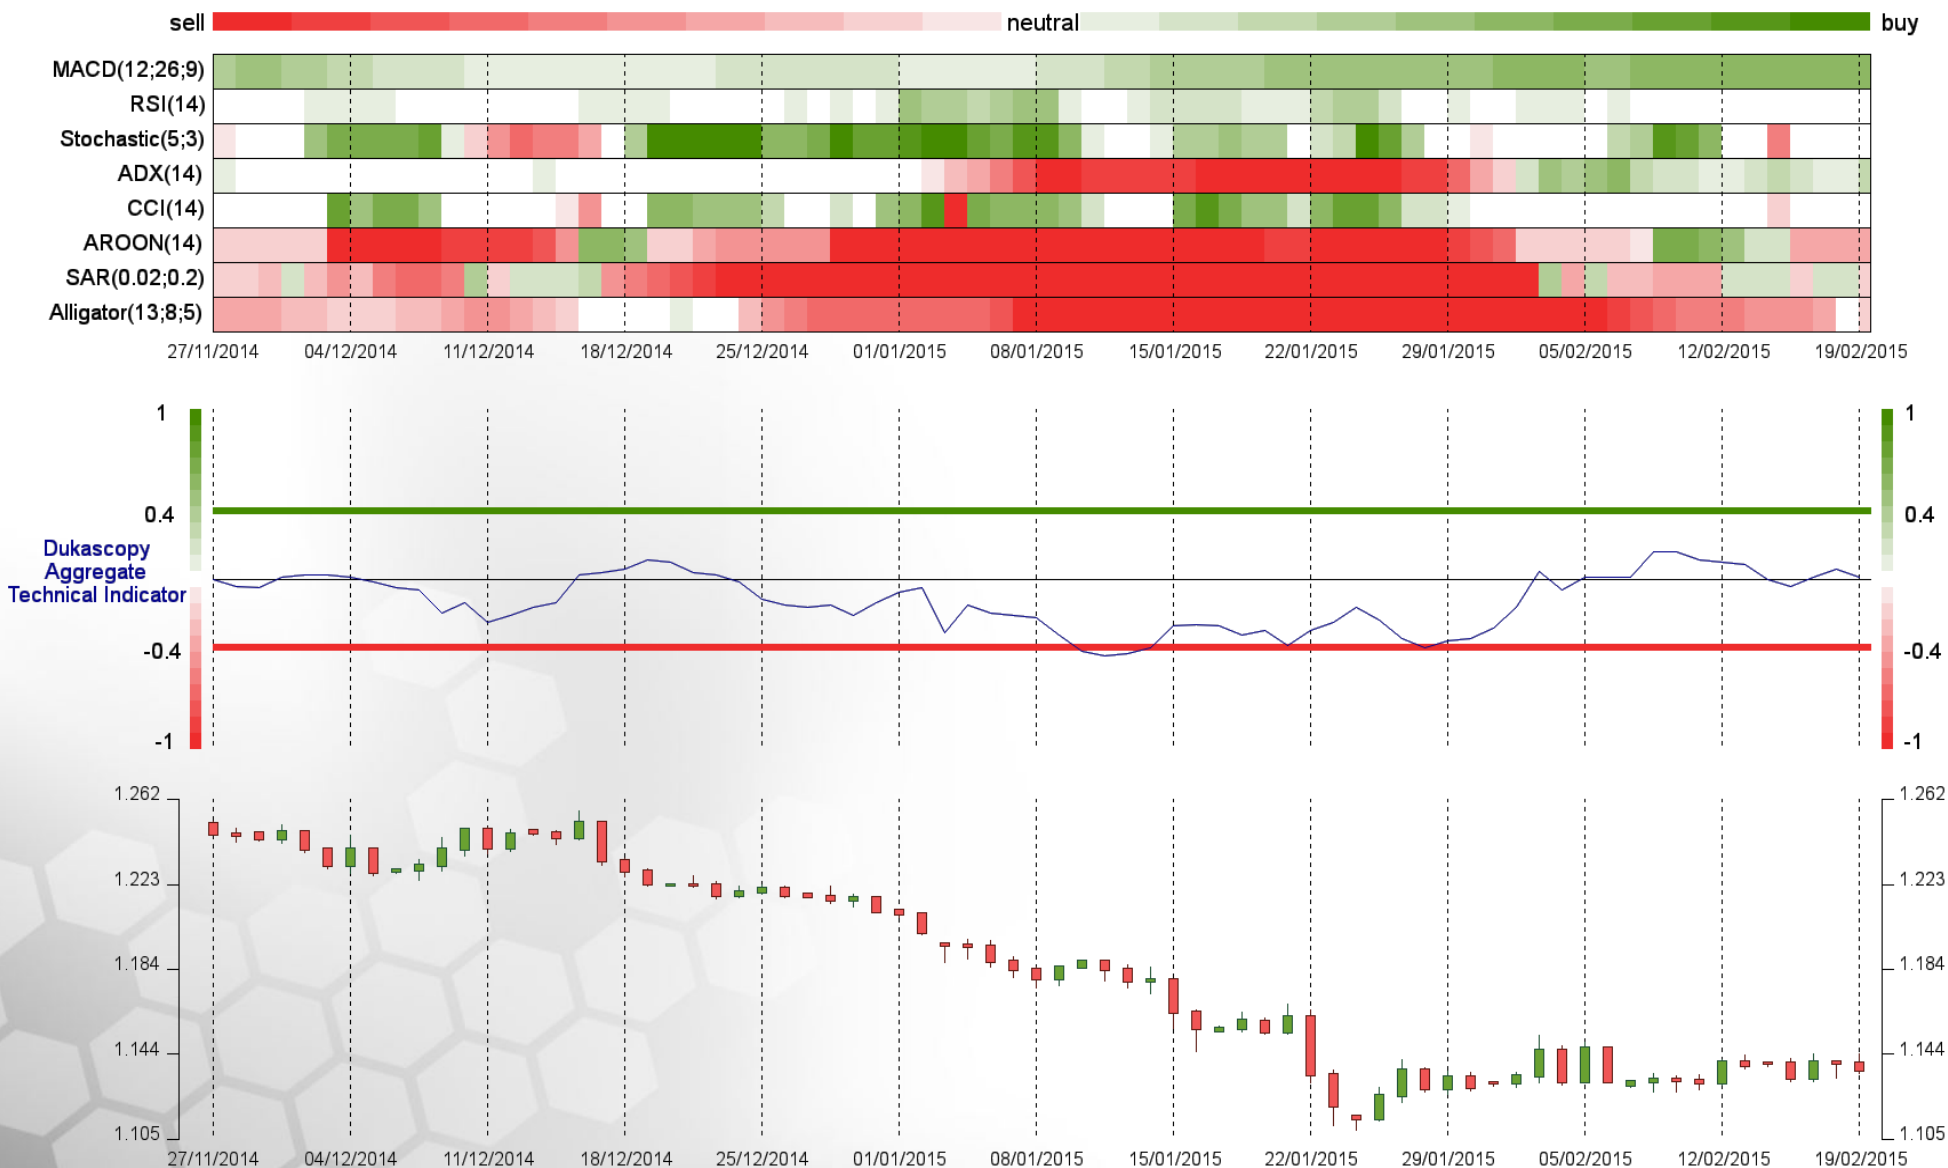 sell neutral buy
MACD(12;26;9)
RSI(14)
Stochastic(5;3)
ADX(14)
CCI(14)
AROON(14)
SAR(0.02;0.2)
Alligator(13;8;5)
27/11/2014 04/12/2014 11/12/2014 18/12/2014 25/12/2014 01/01/2015 08/01/2015 15/01/2015 22/01/2015 29/01/2015 05/02/2015 12/02/2015 19/02/2015
1 1
0.4 0.4
Dukascopy
Aggregate
Technical Indicator
-0.4 -0.4
-1 -1
1.262 1.262
1.223 1.223
1.184 1.184
1.144 1.144
1.105 1.105
27/11/2014 04/12/2014 11/12/2014 18/12/2014 25/12/2014 01/01/2015 08/01/2015 15/01/2015 22/01/2015 29/01/2015 05/02/2015 12/02/2015 19/02/2015